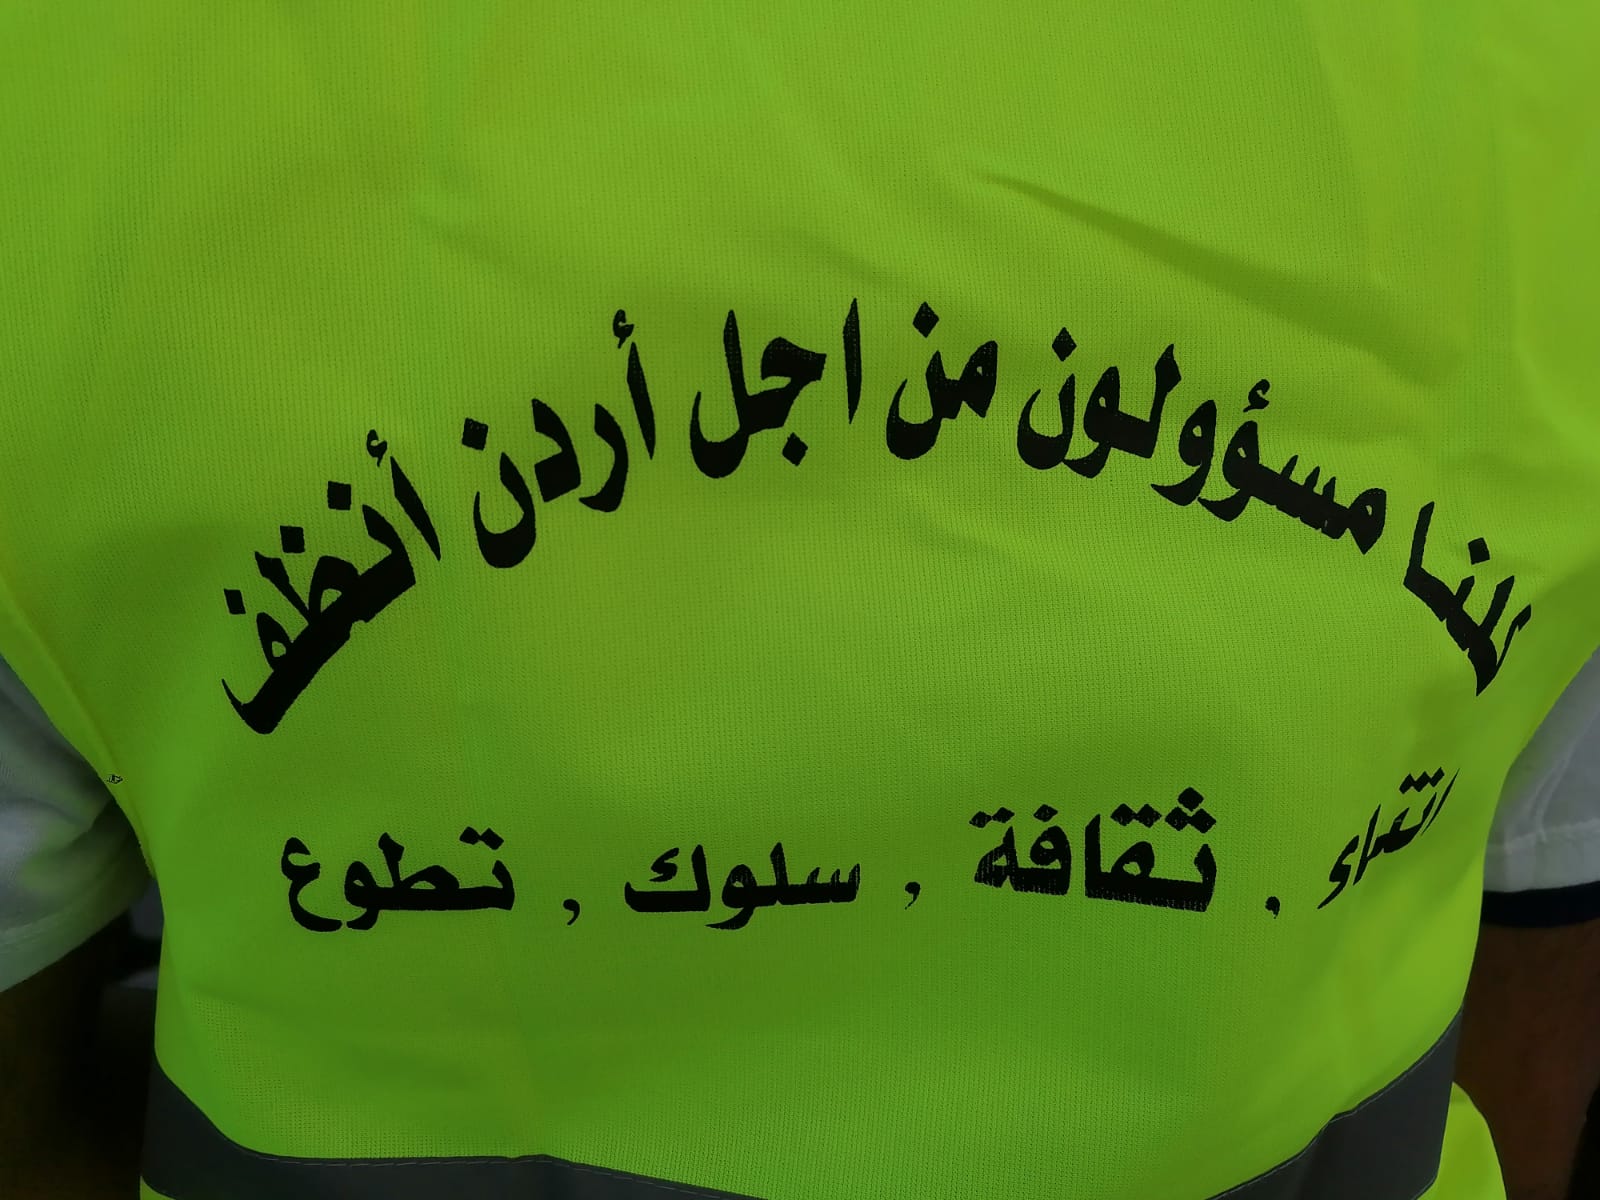 كلنا مسؤولون من اجل أردن أنظف
انتماء , ثقافة , سلوك , تطوع